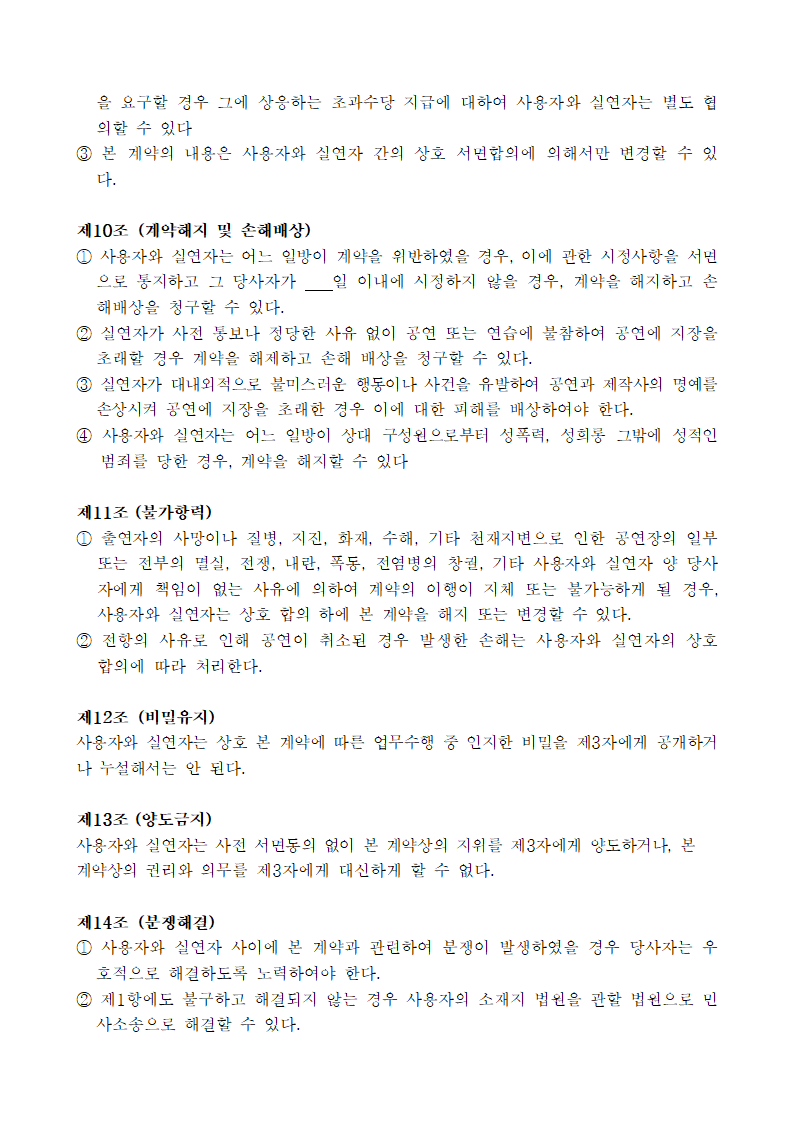 을 요구할 경우 그에 상응하는 초과수당 지급에 대하여 사용자와 실연자는 별도 협
의할 수 있다
③ 본 계약의 내용은 사용자와 실연자 간의 상호 서면합의에 의해서만 변경할 수 있
다.
제10조 (계약해지 및 손해배상)
① 사용자와 실연자는 어느 일방이 계약을 위반하였을 경우, 이에 관한 시정사항을 서면
으로 통지하고 그 당사자가 ___일 이내에 시정하지 않을 경우, 계약을 해지하고 손
해배상을 청구할 수 있다.
② 실연자가 사전 통보나 정당한 사유 없이 공연 또는 연습에 불참하여 공연에 지장을
초래할 경우 계약을 해제하고 손해 배상을 청구할 수 있다.
③ 실연자가 대내외적으로 불미스러운 행동이나 사건을 유발하여 공연과 제작사의 명예를
손상시켜 공연에 지장을 초래한 경우 이에 대한 피해를 배상하여야 한다.
④ 사용자와 실연자는 어느 일방이 상대 구성원으로부터 성폭력, 성희롱 그밖에 성적인
범죄를 당한 경우, 계약을 해지할 수 있다
제11조 (불가항력)
① 출연자의 사망이나 질병, 지진, 화재, 수해, 기타 천재지변으로 인한 공연장의 일부
또는 전부의 멸실, 전쟁, 내란, 폭동, 전염병의 창궐, 기타 사용자와 실연자 양 당사
자에게 책임이 없는 사유에 의하여 계약의 이행이 지체 또는 불가능하게 될 경우,
사용자와 실연자는 상호 합의 하에 본 계약을 해지 또는 변경할 수 있다.
② 전항의 사유로 인해 공연이 취소된 경우 발생한 손해는 사용자와 실연자의 상호
합의에 따라 처리한다.
제12조 (비밀유지)
사용자와 실연자는 상호 본 계약에 따른 업무수행 중 인지한 비밀을 제3자에게 공개하거
나 누설해서는 안 된다.
제13조 (양도금지)
사용자와 실연자는 사전 서면동의 없이 본 계약상의 지위를 제3자에게 양도하거나, 본
계약상의 권리와 의무를 제3자에게 대신하게 할 수 없다.
제14조 (분쟁해결)
① 사용자와 실연자 사이에 본 계약과 관련하여 분쟁이 발생하였을 경우 당사자는 우
호적으로 해결하도록 노력하여야 한다.
② 제1항에도 불구하고 해결되지 않는 경우 사용자의 소재지 법원을 관할 법원으로 민
사소송으로 해결할 수 있다.